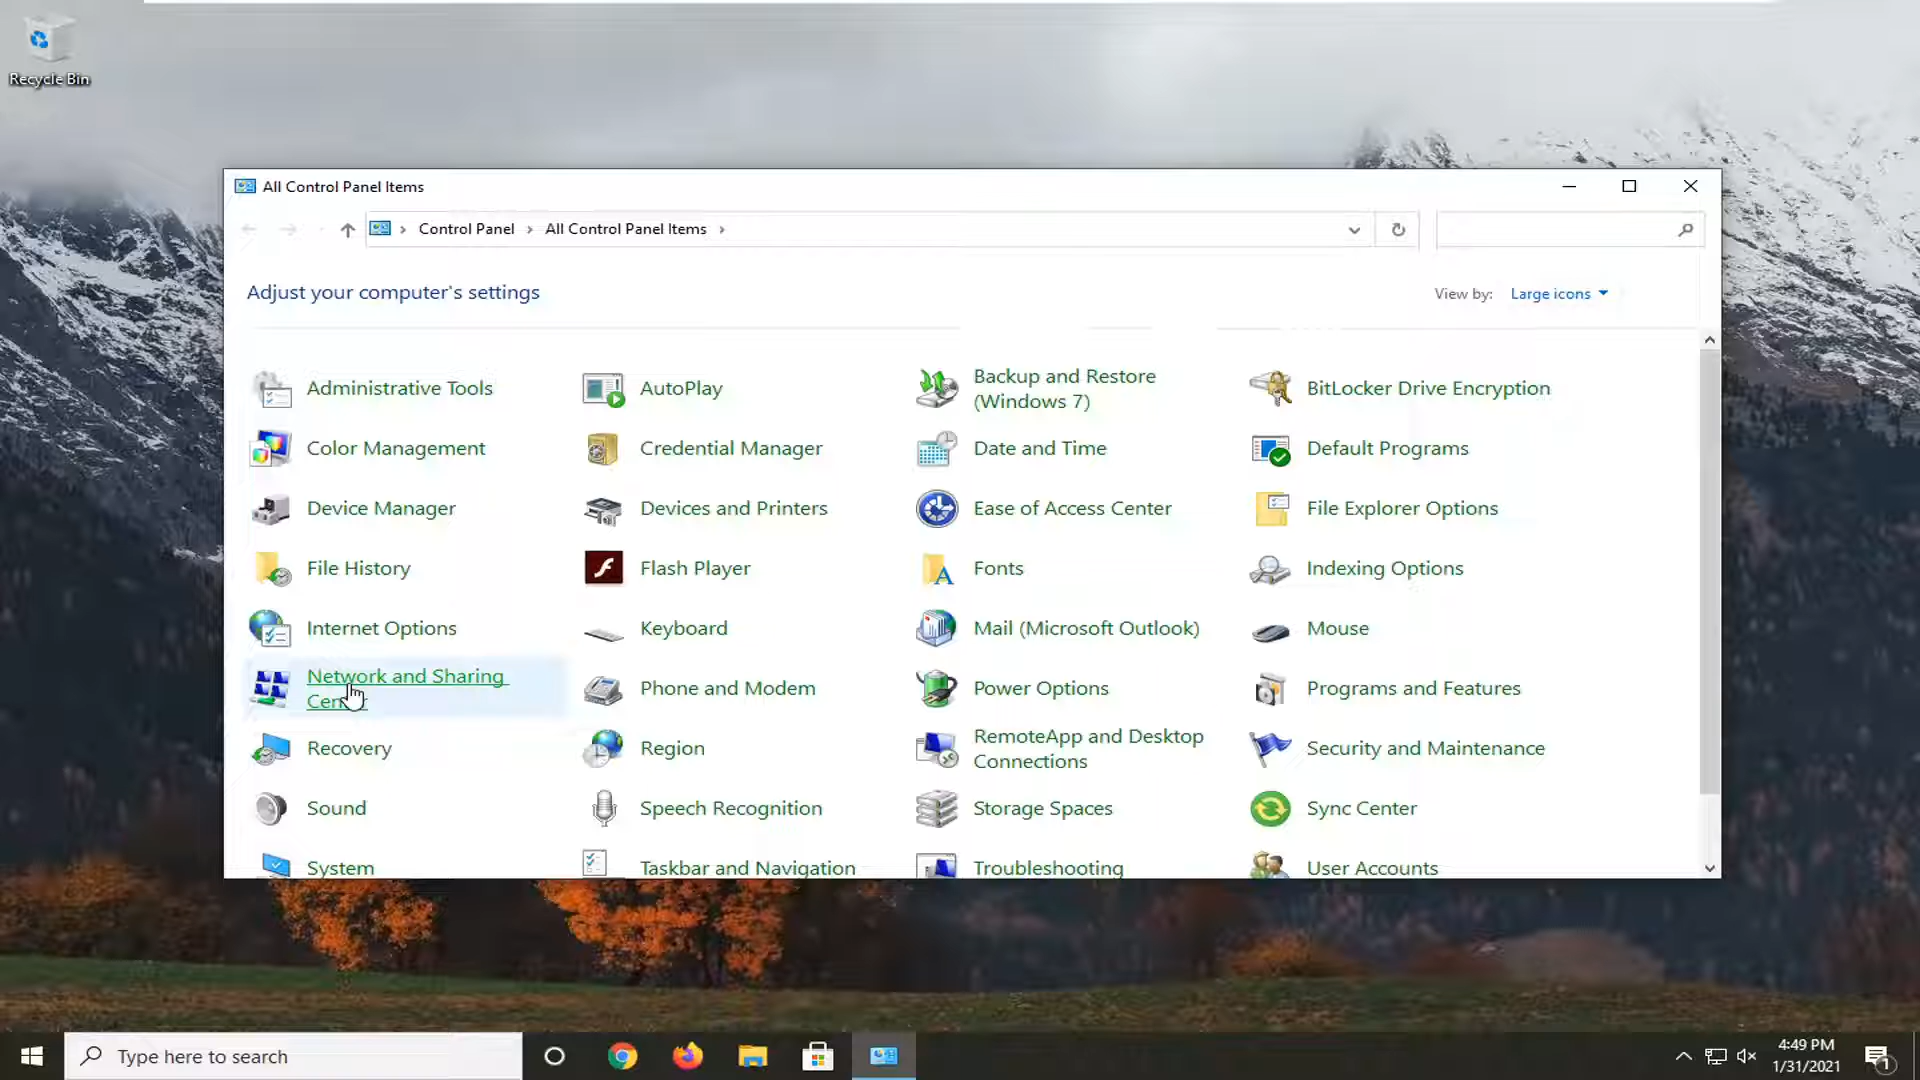 Recycle Bin
All Control Panel Items
Control Panel
All Control Panel Items
Adjust your computer's settings
View by:
Large icons
Administrative Tools
AutoPlay
Backup and Restore
(Windows 7)
BitLocker Drive Encryption
Color Management
Credential Manager
Date and Time
Default Programs
Device Manager
Devices and Printers
Ease of Access Center
File Explorer Options
File History
Flash Player
Fonts
Indexing Options
Internet Options
Keyboard
Mail (Microsoft Outlook)
Mouse
Network and Sharing
Center
Phone and Modem
Power Options
Programs and Features
Recovery
Region
RemoteApp and Desktop
Connections
Security and Maintenance
Sound
Speech Recognition
Storage Spaces
Sync Center
System
Taskbar and Navigation
Troubleshooting
User Accounts
Type here to search
4:49 PM
1/31/2021
1